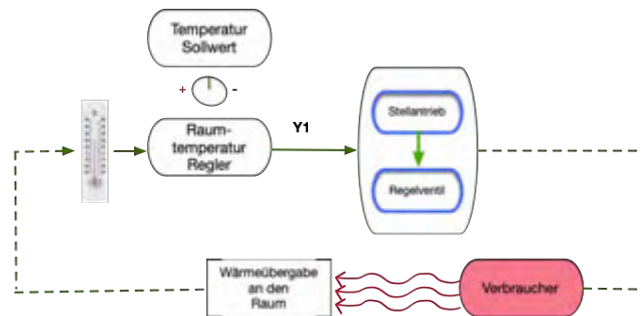 Temperatur
Sollwert
+
-
Raum-
temperatur
Regler
Y1
Stellantrieb
Regelventil
Wärmeübergabe
an den
Raum
Verbraucher